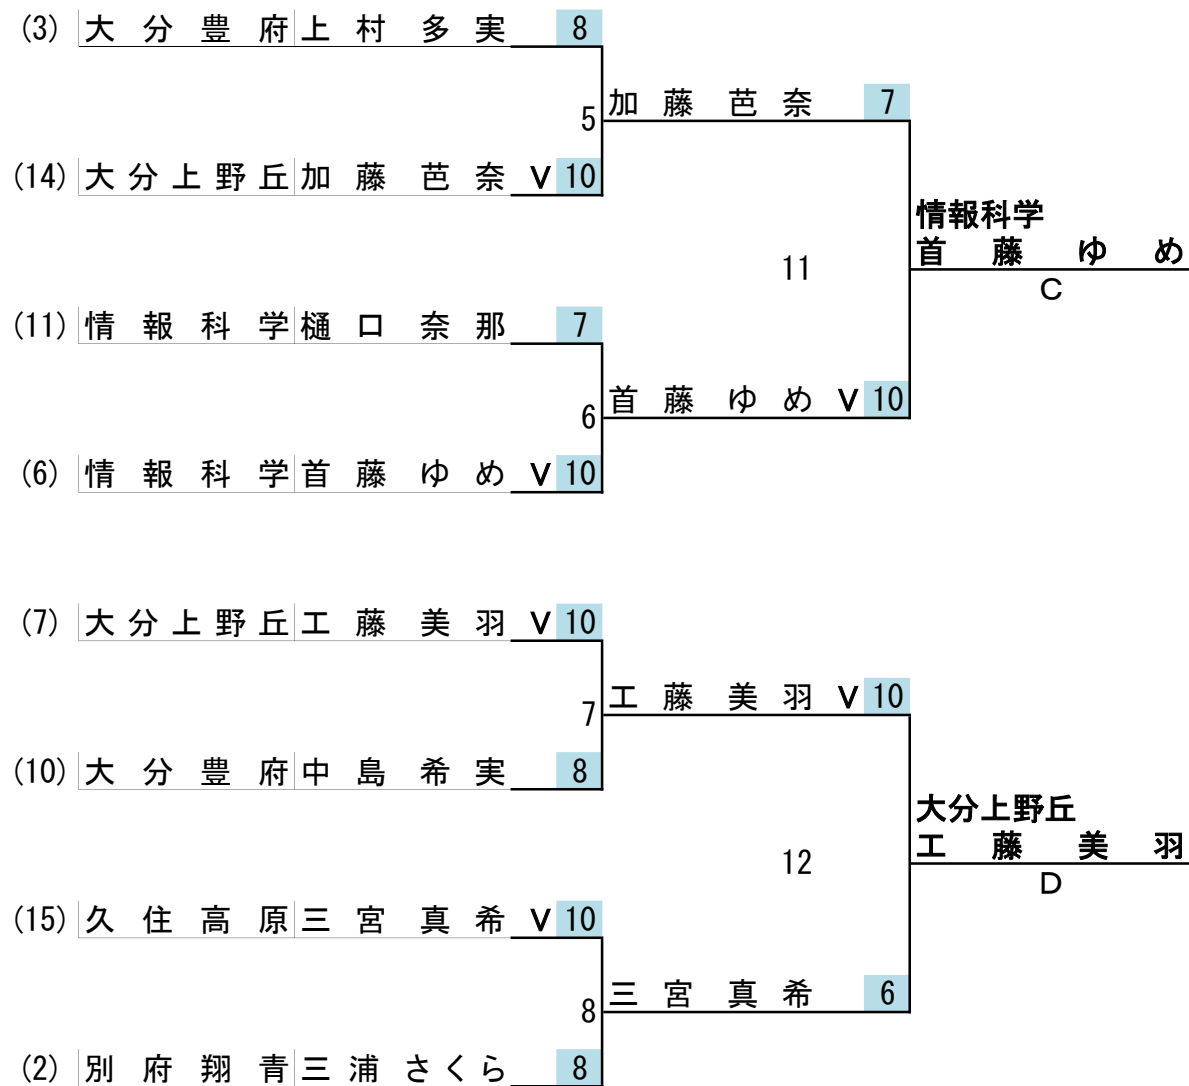 (3) 大分豊府 上村多実 8
5 加藤芭奈 7
(14) 大分上野丘 加藤芭奈 V 10
情報科学
11 首藤ゆめ
C
(11) 情報科学 樋口奈那 7
6 首藤ゆめ V 10
(6) 情報科学 首藤ゆめ V 10
(7) 大分上野丘 工藤美羽 V 10
7 工藤美羽 V 10
(10) 大分豊府 中島希実 8
大分上野丘
12 工藤美羽
D
(15) 久住高原 三宮真希 V 10
8 三宮真希 6
(2) 別府翔青 三浦さくら 8